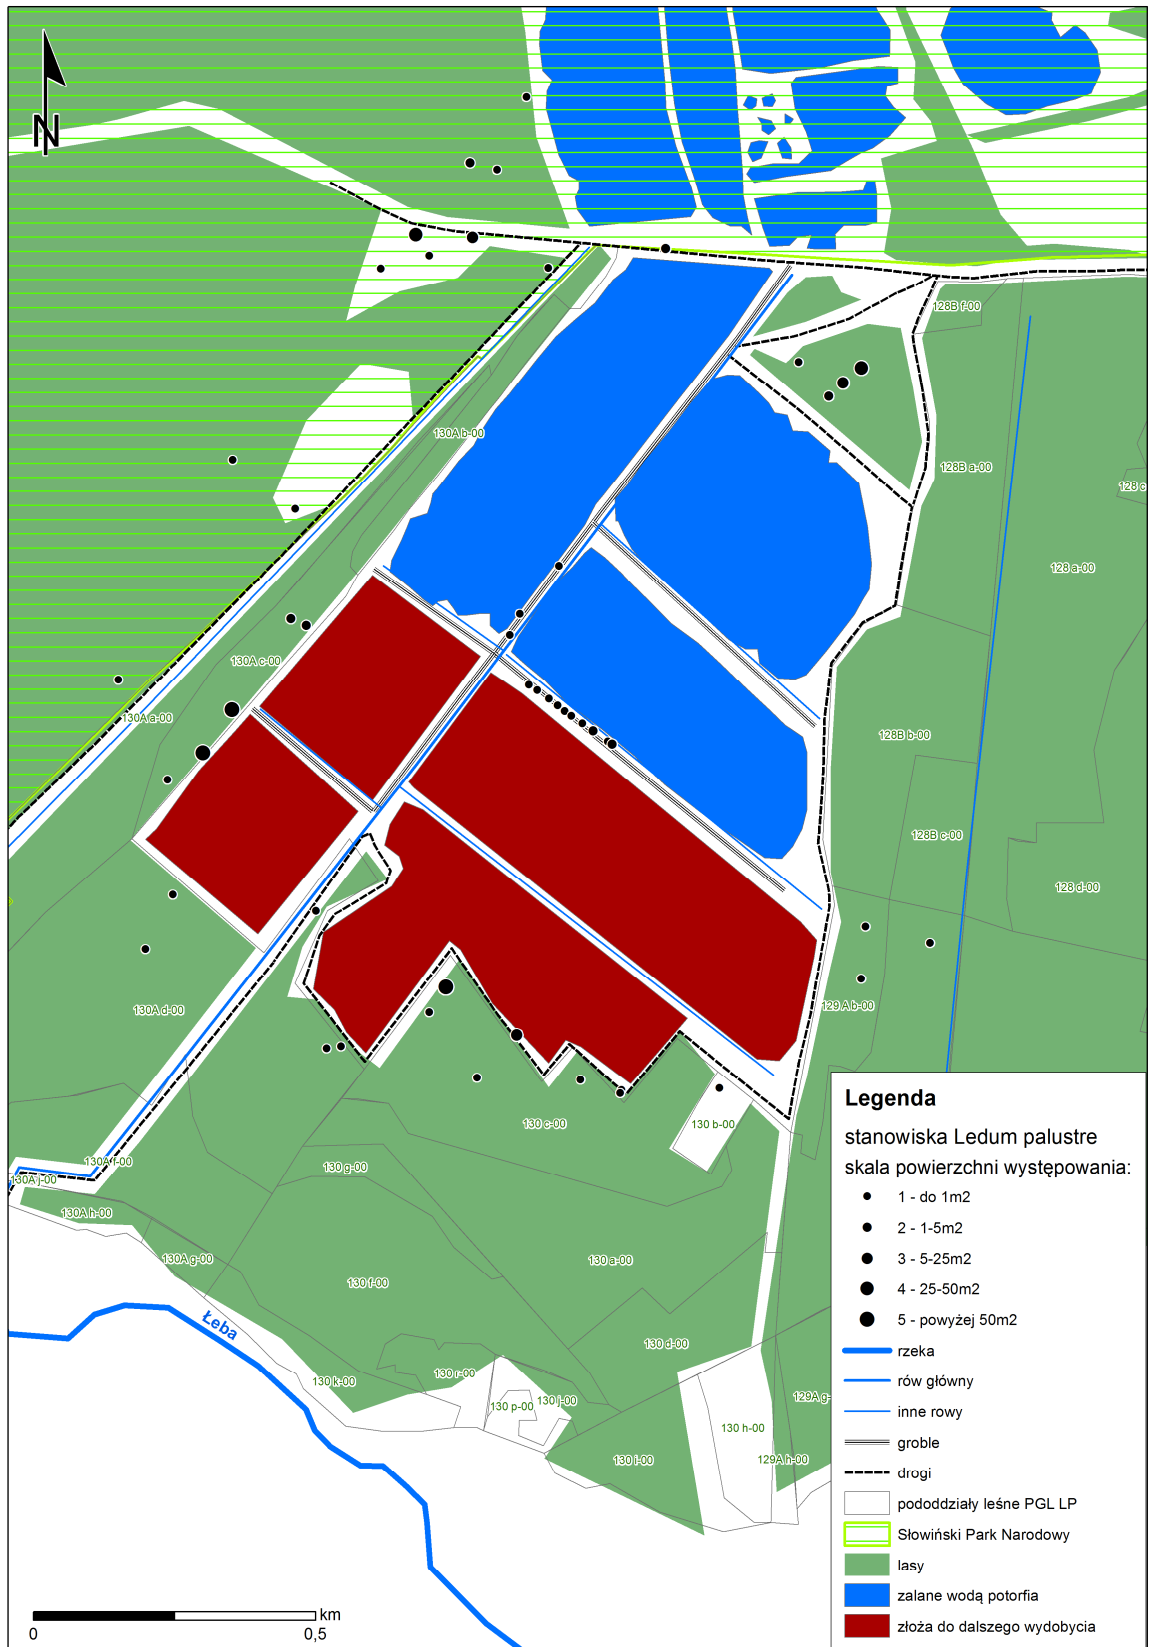 N
128B f-00
130A b-00
128B a-00
128 c
128 a-00
130A c-00
130A a-00
128B b-00
128B c-00
128 d-00
130A d-00
129 A b-00
130 c-00
130 b-00
130A f-00
130 g-00
130A j-00
130A h-00
130A g-00
130 a-00
130 f-00
Łeba
130 d-00
130 r-00
130 k-00
130 p-00
130 j-00
129A g-
130 h-00
130 i-00
129A h-00
Legenda
stanowiska Ledum palustre
skala powierzchni występowania:
1 - do 1m2
2 - 1-5m2
3 - 5-25m2
4 - 25-50m2
5 - powyżej 50m2
rzeka
rów główny
inne rowy
groble
drogi
pododdziały leśne PGL LP
Słowiński Park Narodowy
lasy
zalane wodą potorfia
złoża do dalszego wydobycia
km
0 0,5